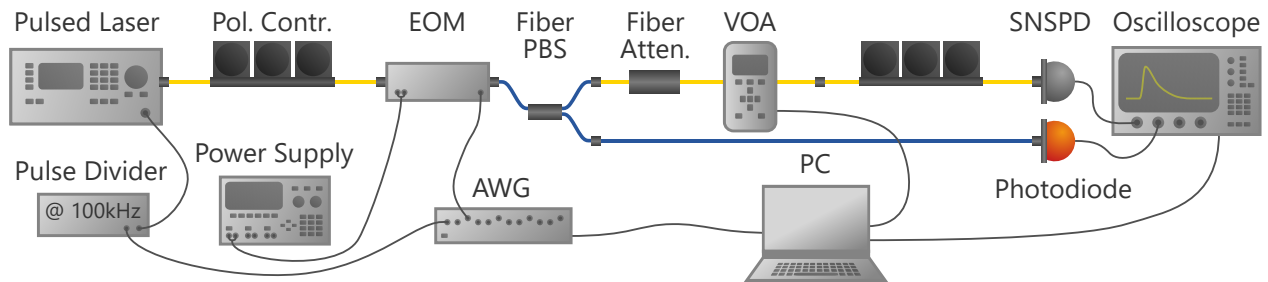 Pulsed Laser
Pol. Contr.
EOM
Fiber
PBS
Fiber
Atten.
VOA
SNSPD
Oscilloscope
Pulse Divider
@ 100kHz
Power Supply
AWG
PC
Photodiode